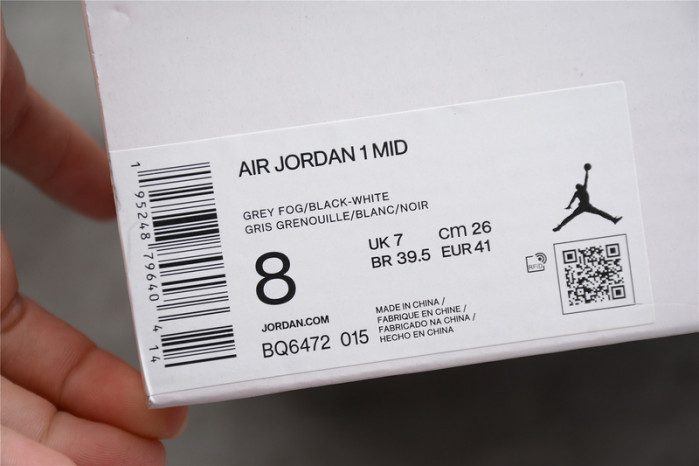 AIR JORDAN 1 MID
GREY FOG/BLACK-WHITE
GRIS GRENOUILLE/BLANC/NOIR
8
UK 7 cm 26
BR 39.5 EUR 41
JORDAN.COM
BQ6472 015
MADE IN CHINA /
FABRIQUE EN CHINE /
FABRICADO NA CHINA /
HECHO EN CHINA
RFID
1 95248 79640 4 14